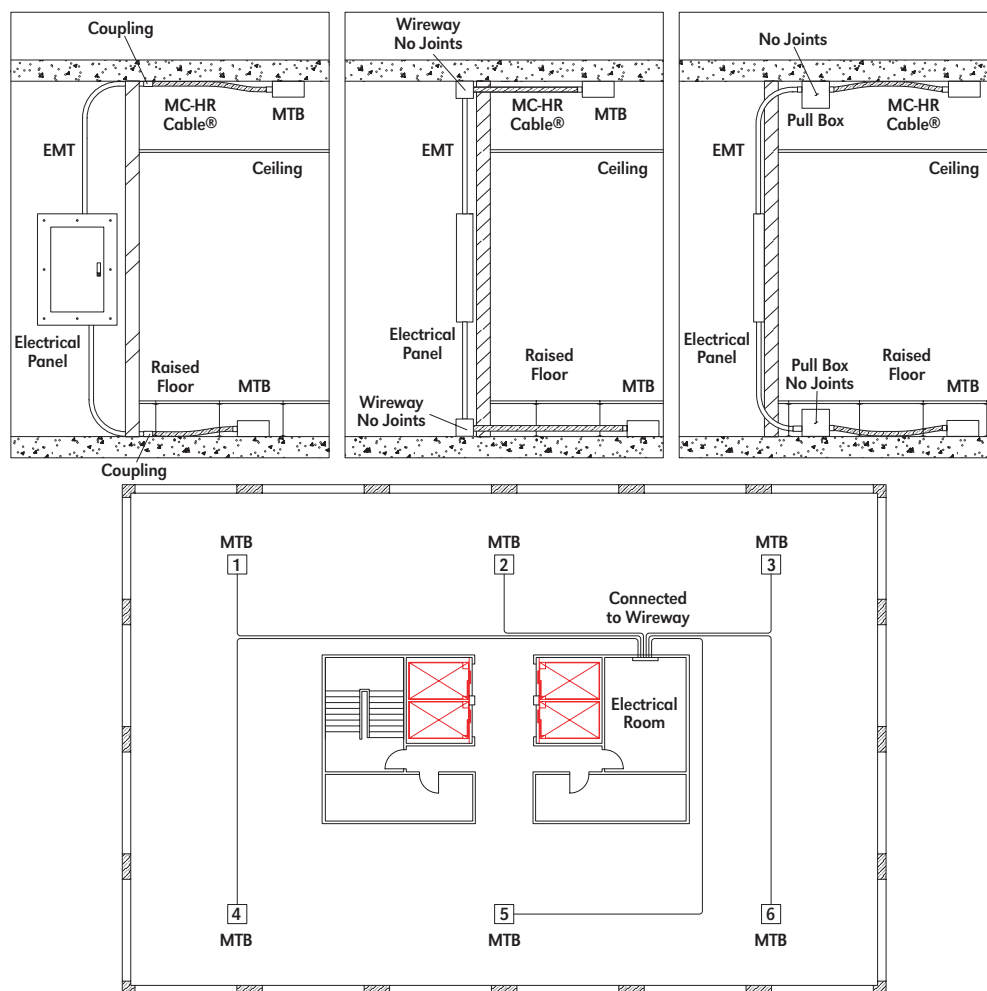 Coupling
MC-HR
Cable®
MTB
EMT
Ceiling
Electrical
Panel
Raised
Floor
MTB
Coupling
Wireway
No Joints
MC-HR
Cable®
MTB
EMT
Ceiling
Electrical
Panel
Raised
Floor
MTB
Wireway
No Joints
No Joints
Pull Box
MC-HR
Cable®
MTB
EMT
Ceiling
Electrical
Panel
Pull Box
No Joints
Raised
Floor
MTB
MTB
1
MTB
2
MTB
3
Connected
to Wireway
Electrical
Room
4
MTB
5
MTB
6
MTB